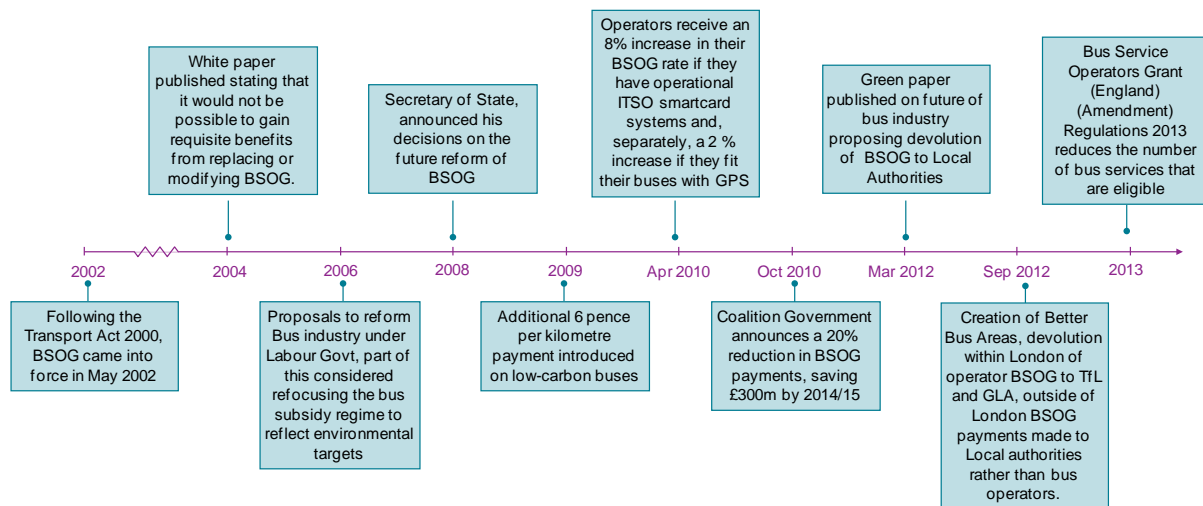 White paper
published stating that
it would not be
possible to gain
requisite benefits
from replacing or
modifying BSOG.
Secretary of State,
announced his
decisions on the
future reform of
BSOG
Operators receive an
8% increase in their
BSOG rate if they
have operational
ITSO smartcard
systems and,
separately, a 2 %
increase if they fit
their buses with GPS
Green paper
published on future of
bus industry
proposing devolution
of BSOG to Local
Authorities
Bus Service
Operators Grant
(England)
(Amendment)
Regulations 2013
reduces the number
of bus services that
are eligible
2002 2004 2006 2008 2009 Apr 2010 Oct 2010 Mar 2012 Sep 2012 2013
Following the
Transport Act 2000,
BSOG came into
force in May 2002
Proposals to reform
Bus industry under
Labour Govt, part of
this considered
refocusing the bus
subsidy regime to
reflect environmental
targets
Additional 6 pence
per kilometre
payment introduced
on low-carbon buses
Coalition Government
announces a 20%
reduction in BSOG
payments, saving
£300m by 2014/15
Creation of Better
Bus Areas, devolution
within London of
operator BSOG to TfL
and GLA, outside of
London BSOG
payments made to
Local authorities
rather than bus
operators.